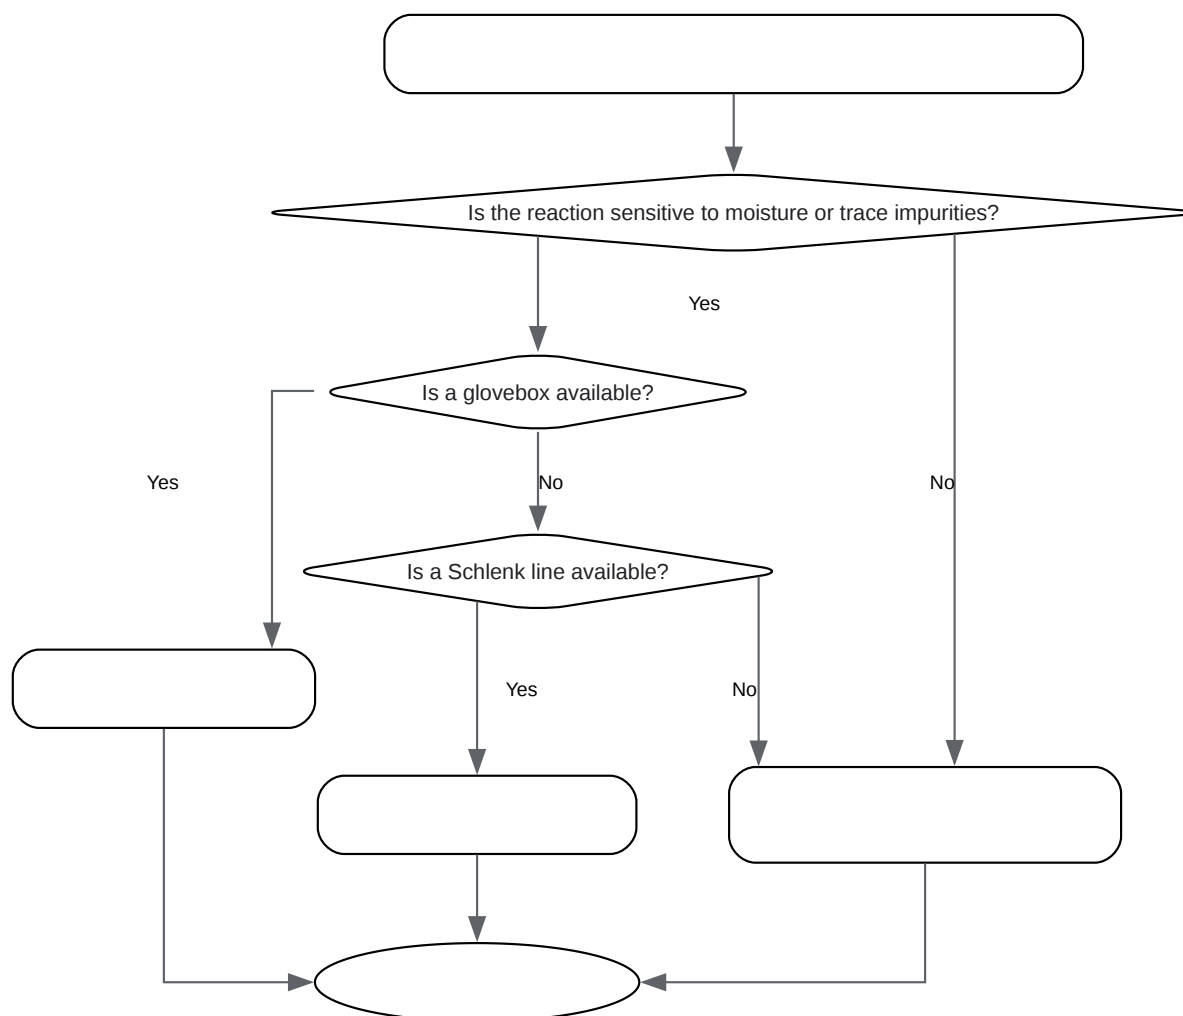 Is the reaction sensitive to moisture or trace impurities?
Yes
Is a glovebox available?
Yes
No
No
Is a Schlenk line available?
Yes
No